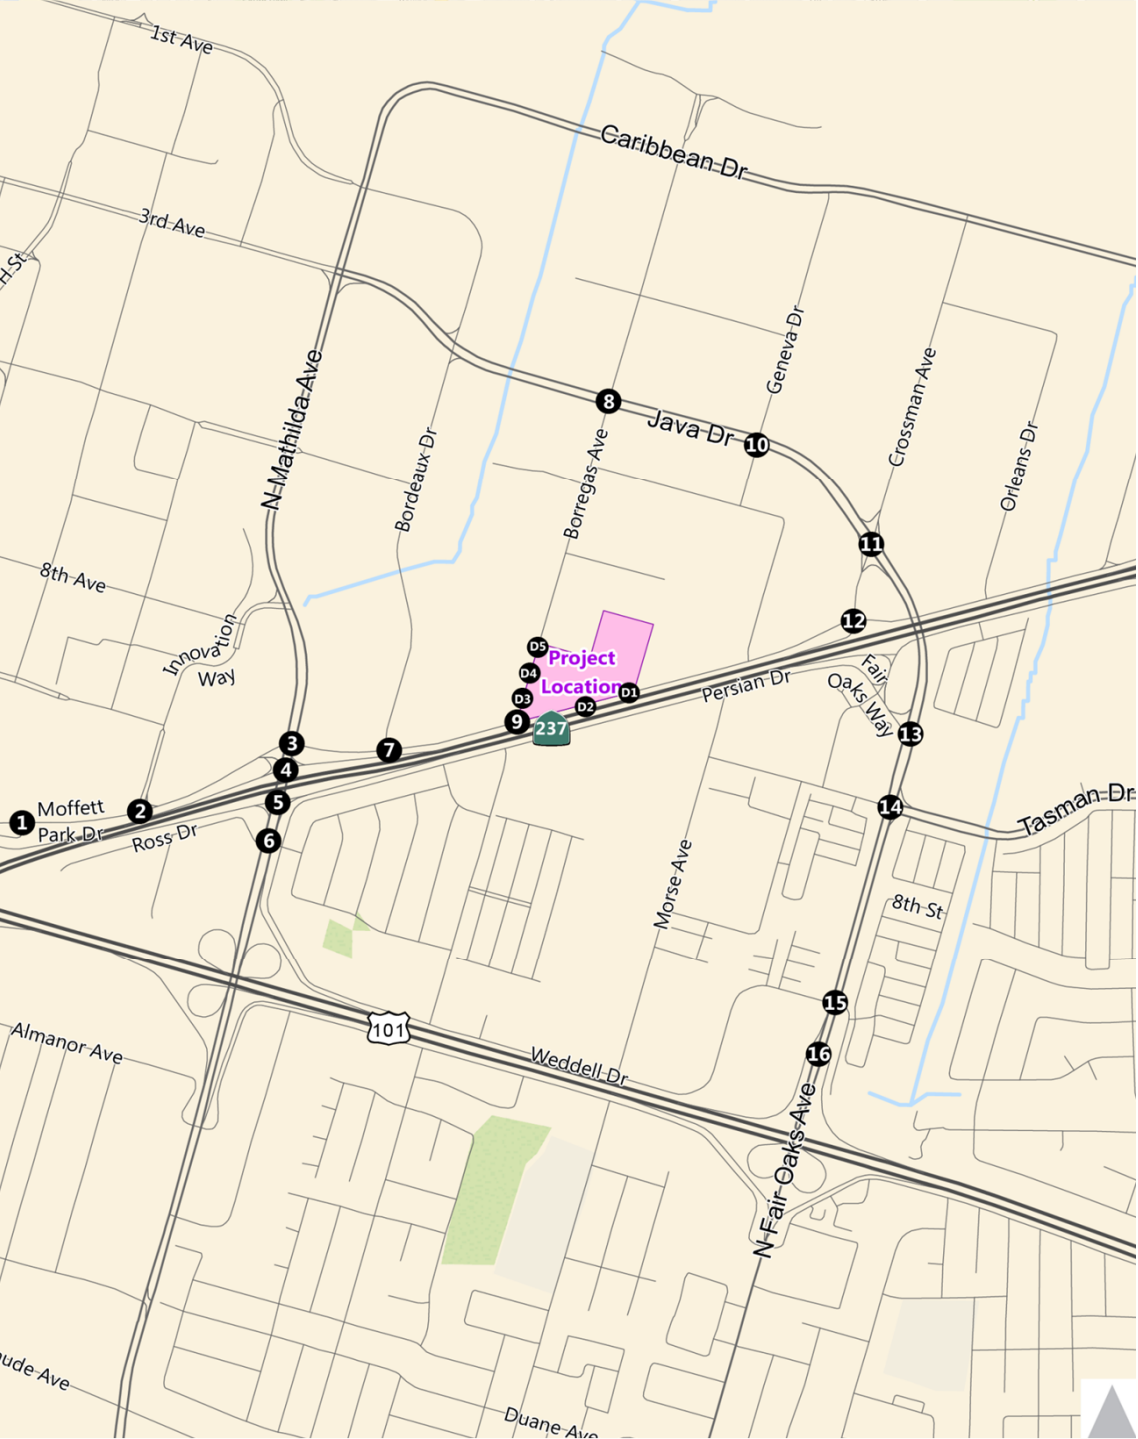 1st Ave
Caribbean Dr
3rd Ave
H St
Geneva Dr
N Mathilda Ave
Crossman Ave
8
Java Dr
10
Bordeaux Dr
Borregas Ave
Orleans Dr
11
8th Ave
12
Innovation
Way
D5
Project
D4
Location
D1
D3
D2
Persian Dr
Fair
Oaks Way
9
237
13
3
7
4
5
Moffett
Park Dr
1
2
Ross Dr
6
14
Tasman Dr
Morse Ave
8th St
15
101
Almanor Ave
Weddell Dr
16
N Fair Oaks Ave
ude Ave
Duane Ave